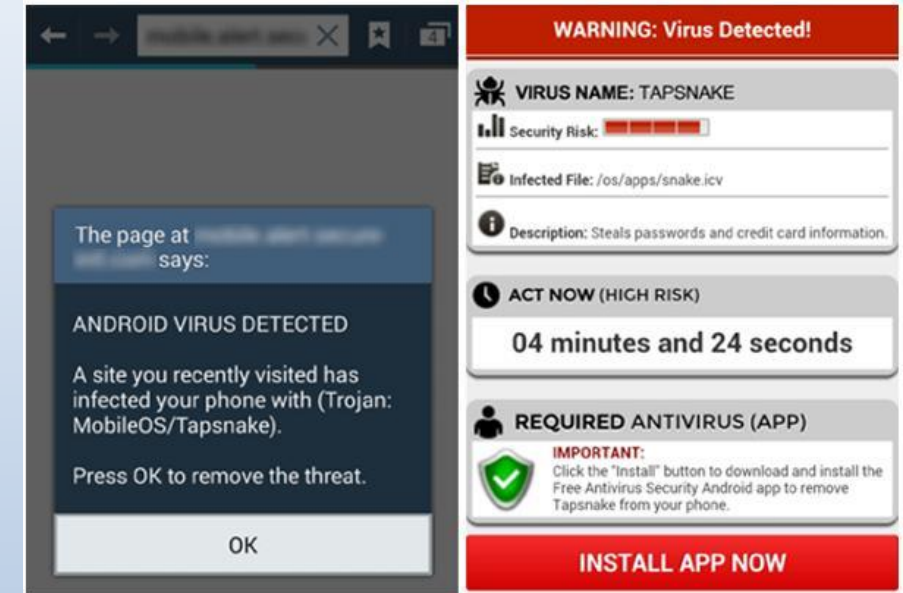 4
The page at
says:
ANDROID VIRUS DETECTED
A site you recently visited has
infected your phone with (Trojan:
MobileOS/Tapsnake).
Press OK to remove the threat.
OK
WARNING: Virus Detected!
VIRUS NAME: TAPSNAKE
Security Risk:
Infected File: /os/apps/snake.icv
Description: Steals passwords and credit card information.
ACT NOW (HIGH RISK)
04 minutes and 24 seconds
REQUIRED ANTIVIRUS (APP)
IMPORTANT:
Click the "Install" button to download and install the
Free Antivirus Security Android app to remove
Tapsnake from your phone.
INSTALL APP NOW